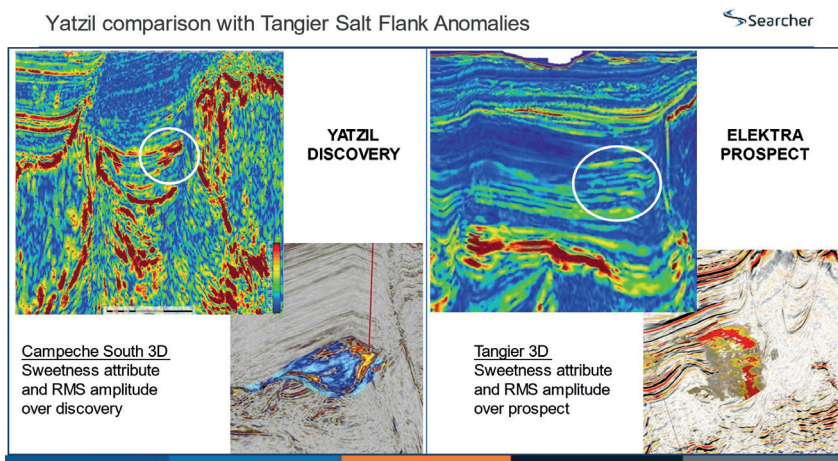 Yatzil comparison with Tangier Salt Flank Anomalies
Searcher
YATZIL
DISCOVERY
ELEKTRA
PROSPECT
Campeche South 3D
Sweetness attribute
and RMS amplitude
over discovery
Tangier 3D
Sweetness attribute
and RMS amplitude
over prospect